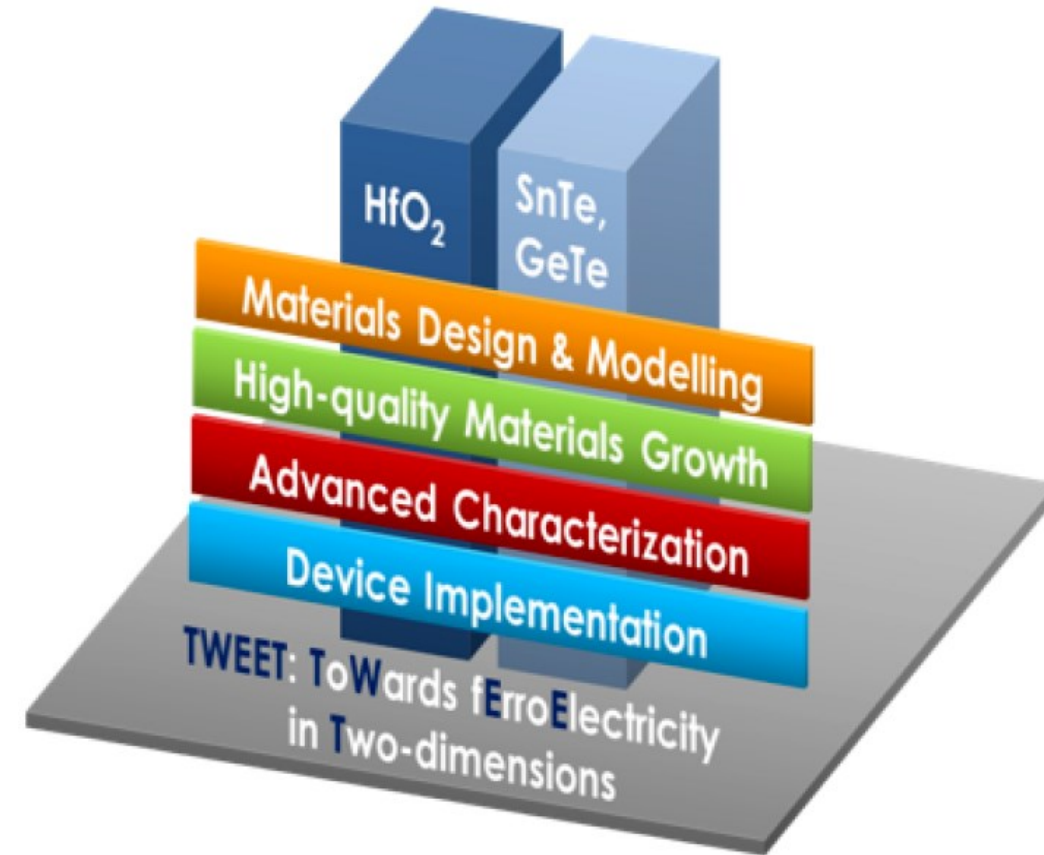 HfO₂
SnTe,
GeTe
Materials Design & Modelling
High-quality Materials Growth
Advanced Characterization
Device Implementation
TWEET: ToWards fErroElectricity
in Two-dimensions